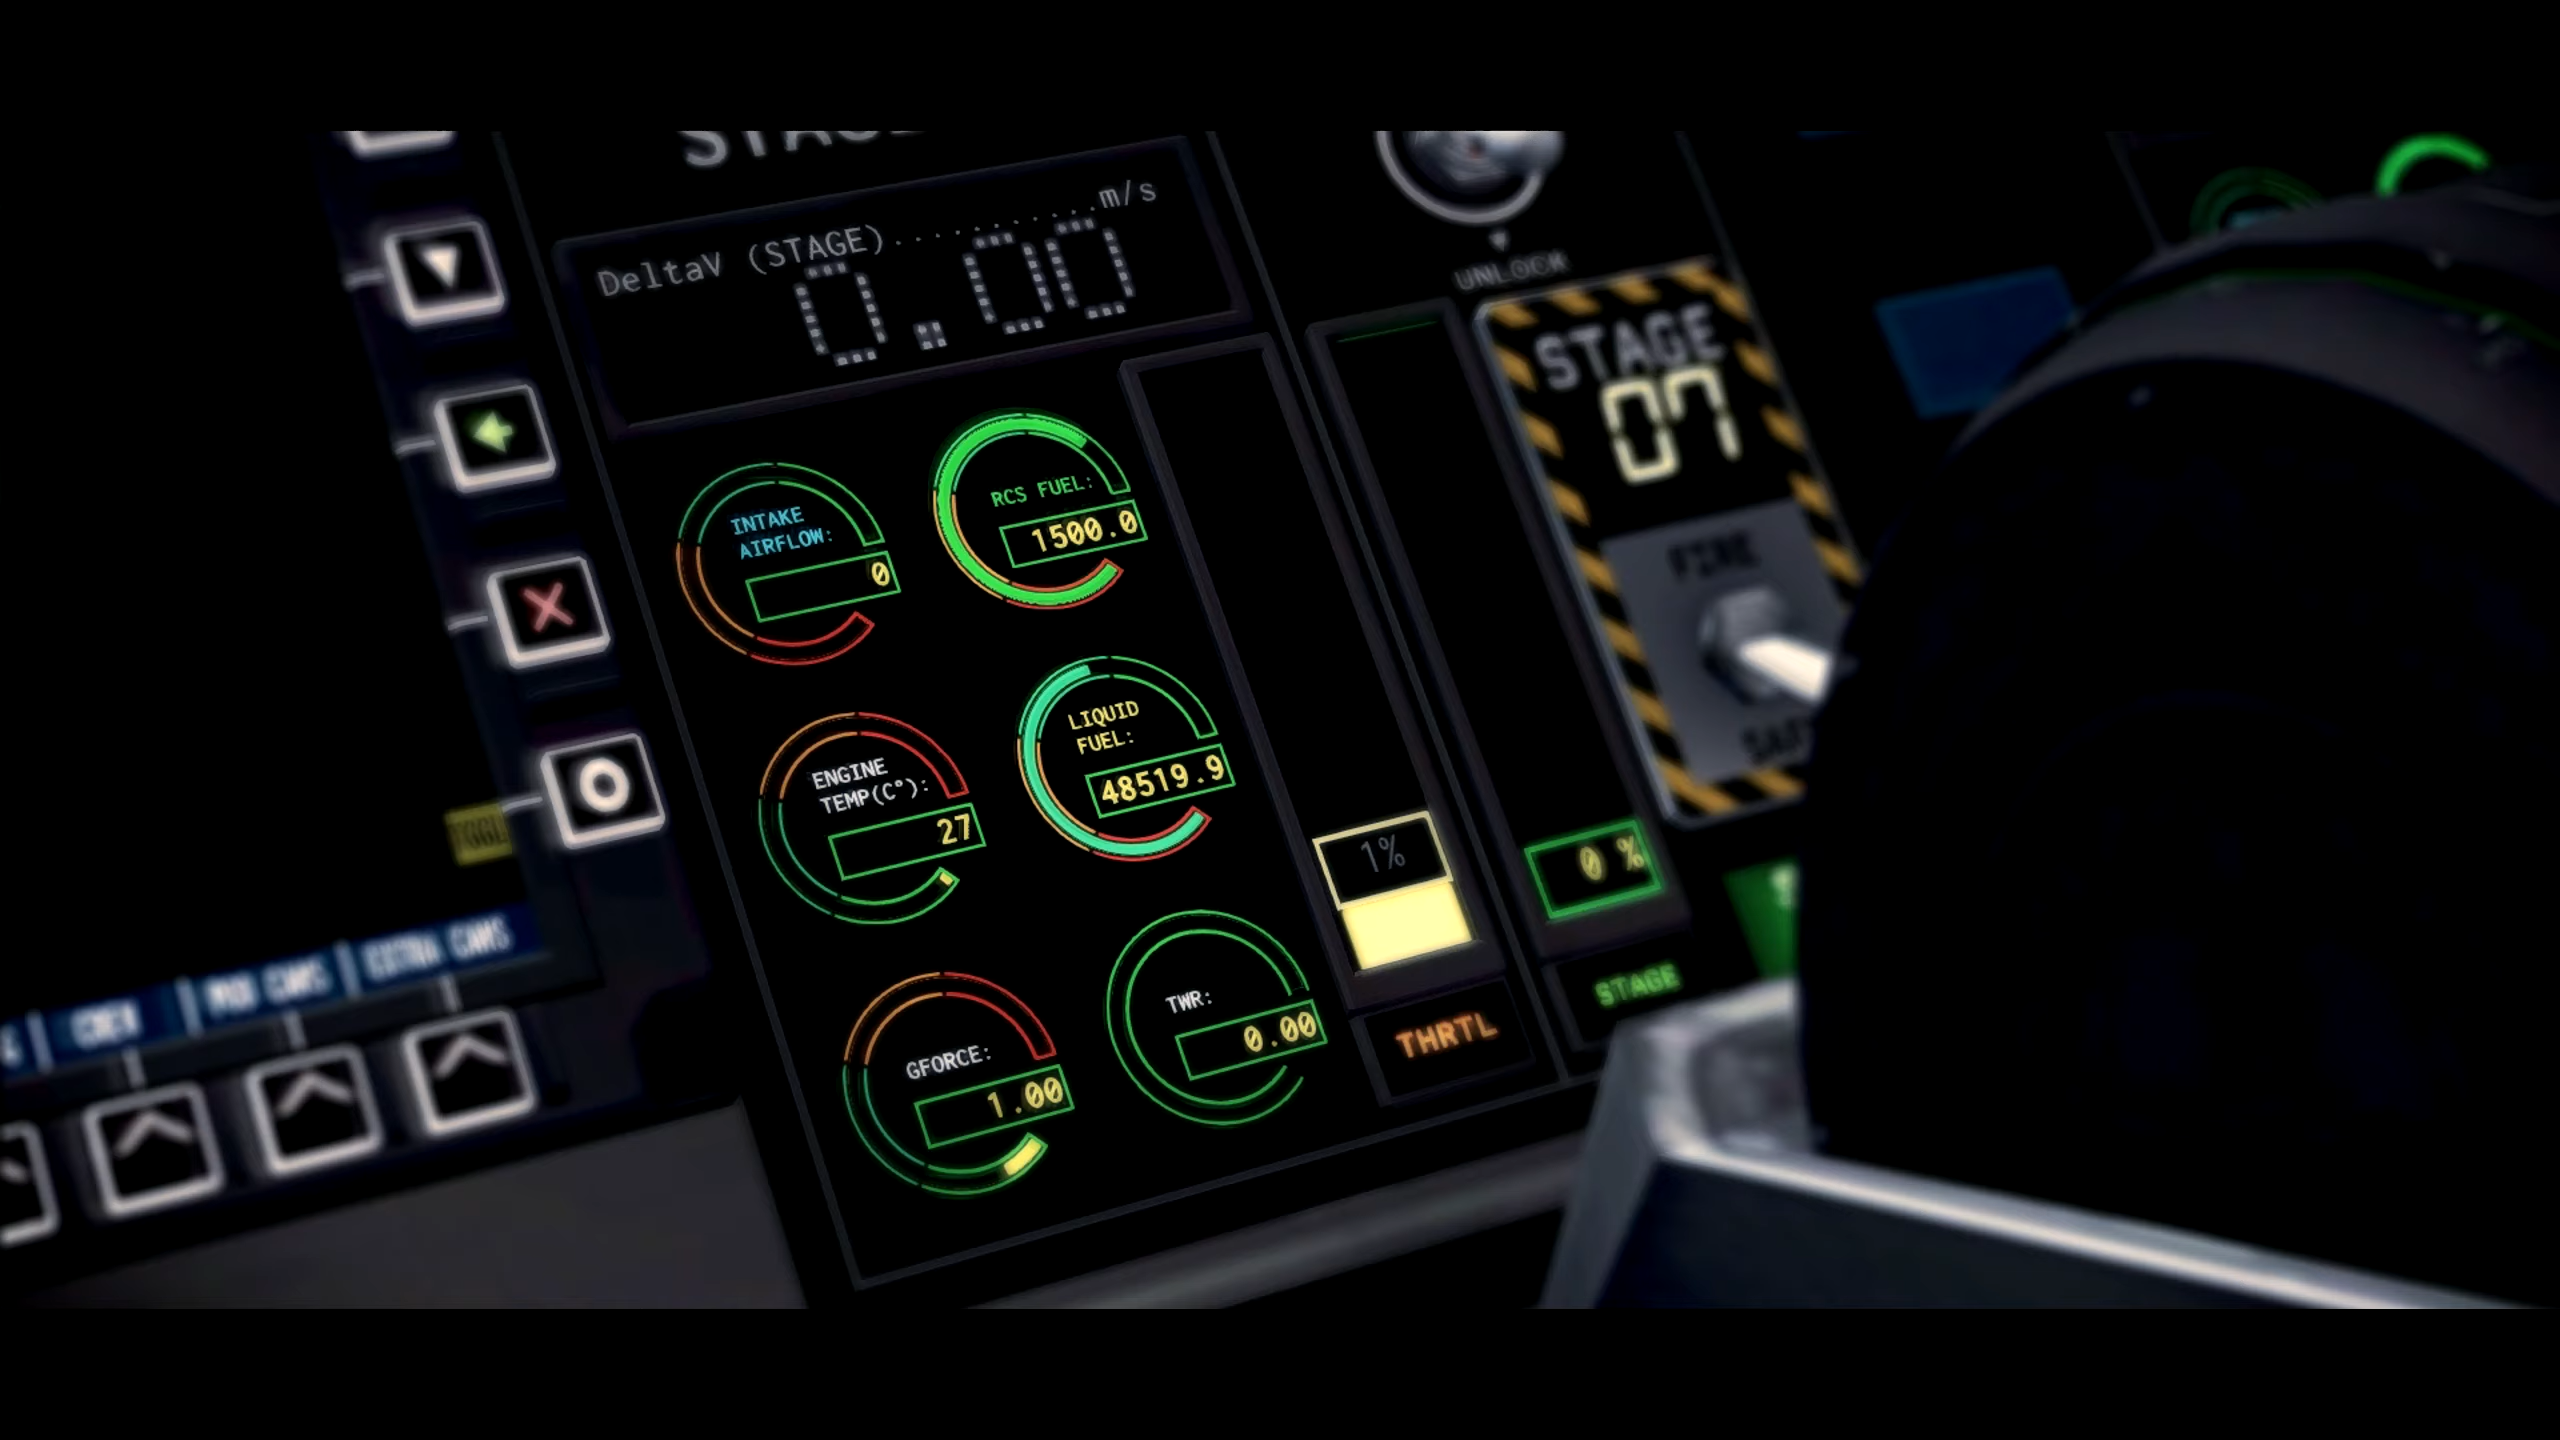 DeltaV (STAGE)..........m/s
0.00
UNLOCK
STAGE
07
FIRE
INTAKE
AIRFLOW:
0
RCS FUEL:
1500.0
ENGINE
TEMP(C°):
27
LIQUID
FUEL:
48519.9
GFORCE:
1.00
TWR:
0.00
1%
THRTL
0 %
STAGE
EXTRA CAMS